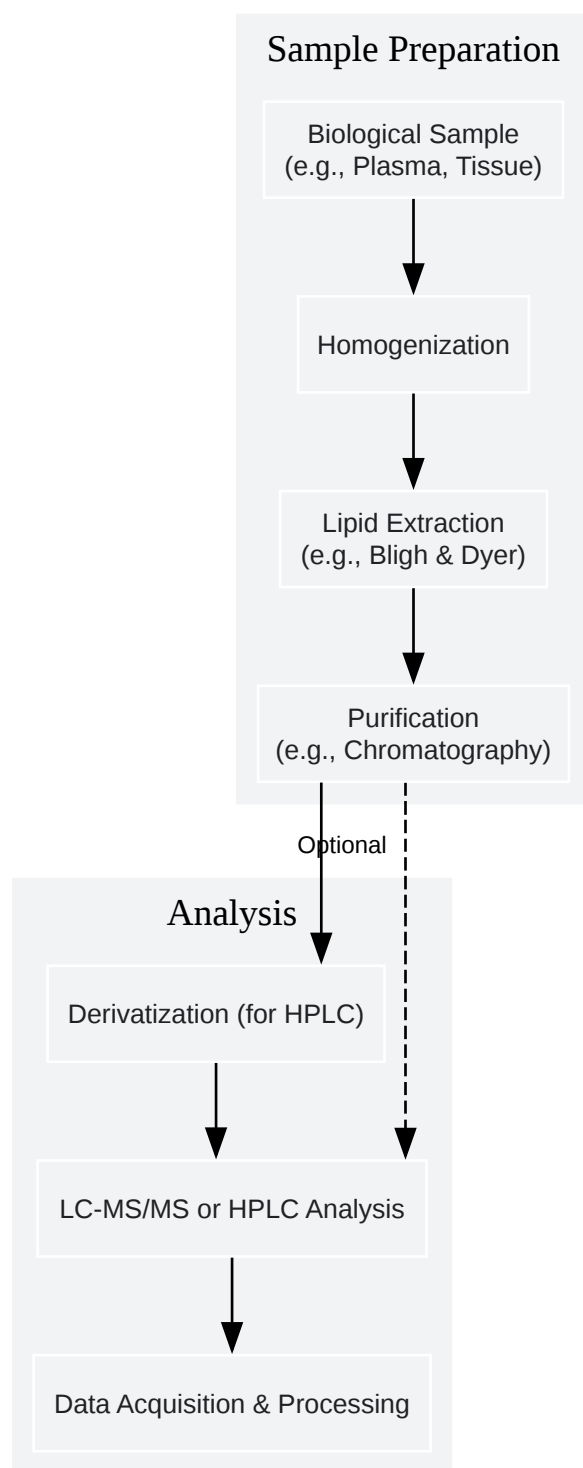 Sample Preparation
Biological Sample
(e.g., Plasma, Tissue)
Homogenization
Lipid Extraction
(e.g., Bligh & Dyer)
Purification
(e.g., Chromatography)
Optional
Analysis
Derivatization (for HPLC)
LC-MS/MS or HPLC Analysis
Data Acquisition & Processing